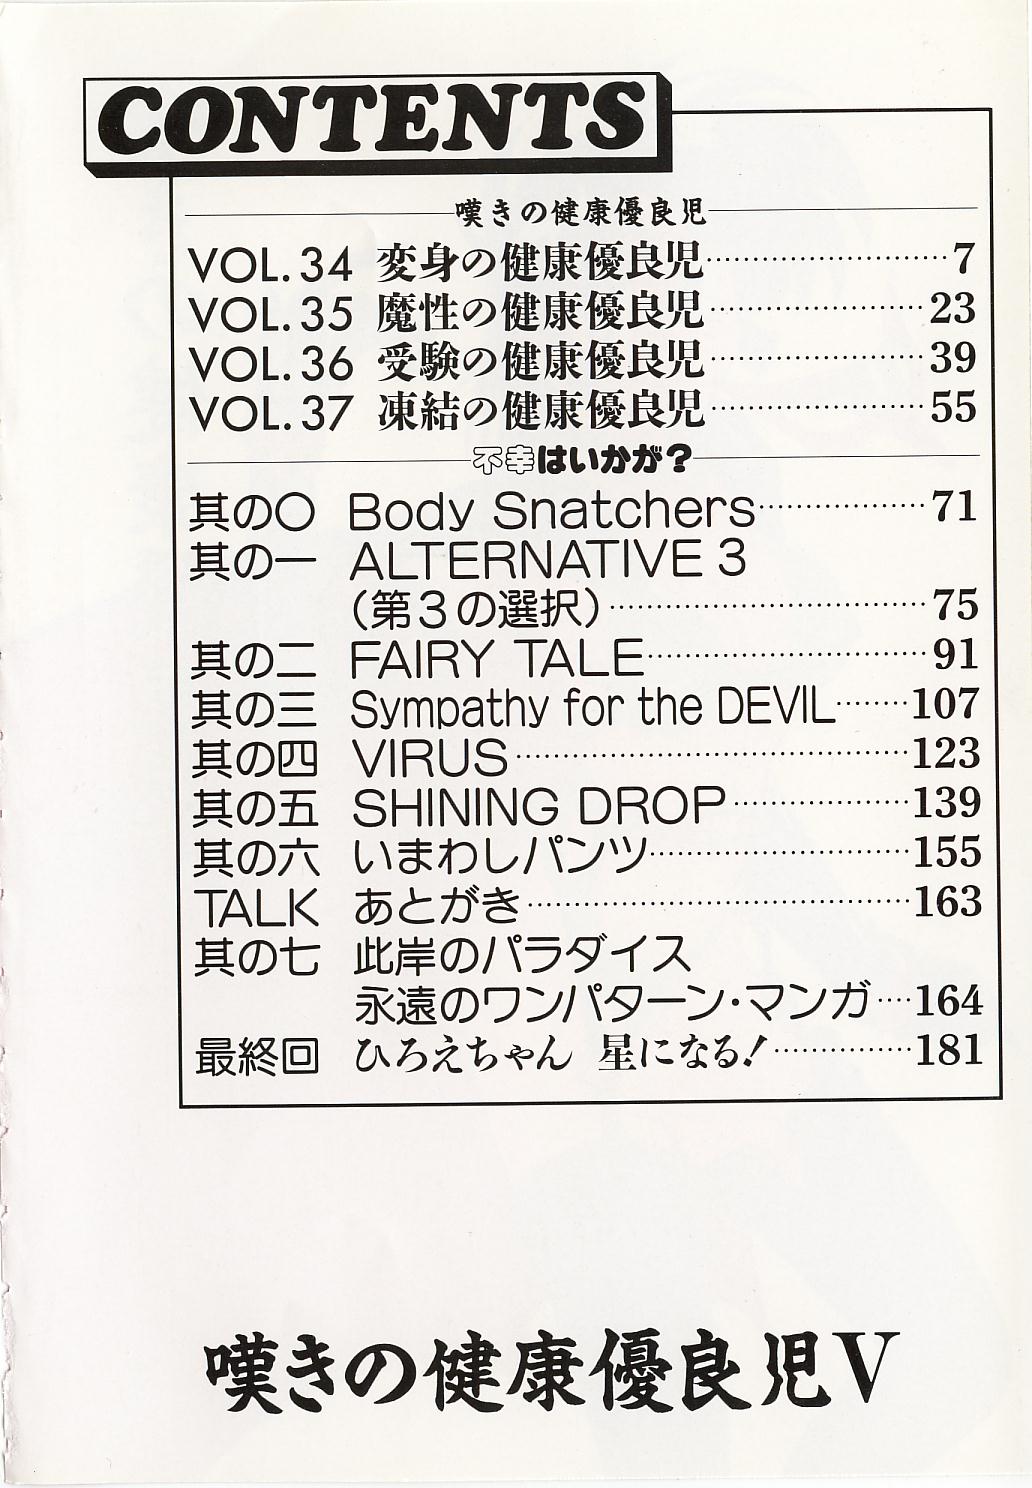 CONTENTS
嘆きの健康優良児
VOL.34 変身の健康優良児……………………7
VOL.35 魔性の健康優良児…………………23
VOL.36 受験の健康優良児…………………39
VOL.37 凍結の健康優良児…………………55
不幸はいかが?
其の〇 Body Snatchers………………71
其の一 ALTERNATIVE 3
(第3の選択)…………………………75
其の二 FAIRY TALE………………………91
其の三 Sympathy for the DEVIL……107
其の四 VIRUS………………………………123
其の五 SHINING DROP………………139
其の六 いまわしパンツ……………………155
TALK あとがき………………………………163
其の七 此岸のパラダイス
永遠のワンパターン・マンガ…164
最終回 ひろえちゃん 星になる!…………181
嘆きの健康優良児V